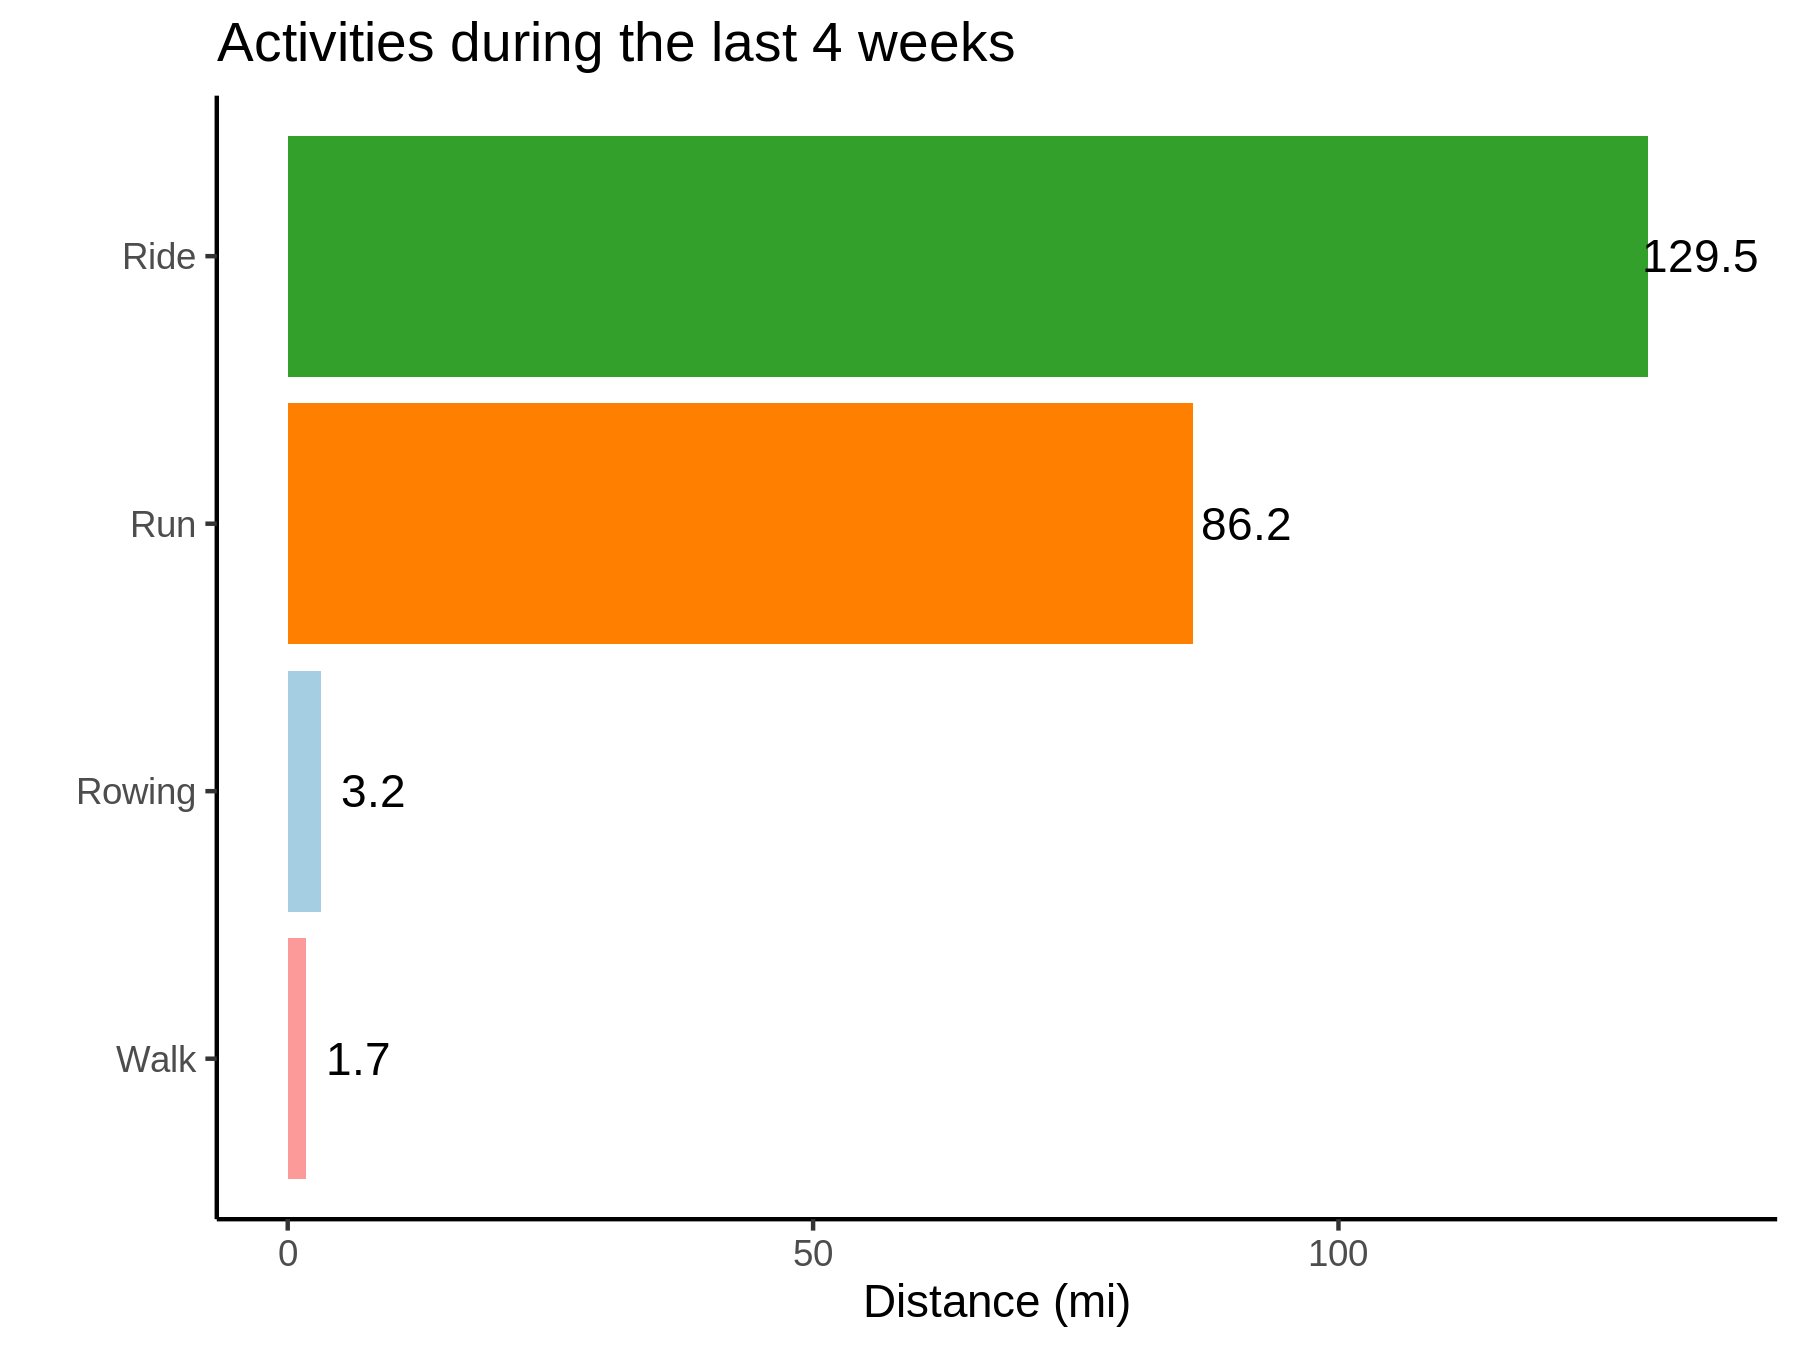 Activities during the last 4 weeks
Ride
129.5
Run
86.2
Rowing
3.2
Walk
1.7
0 50 100
Distance (mi)